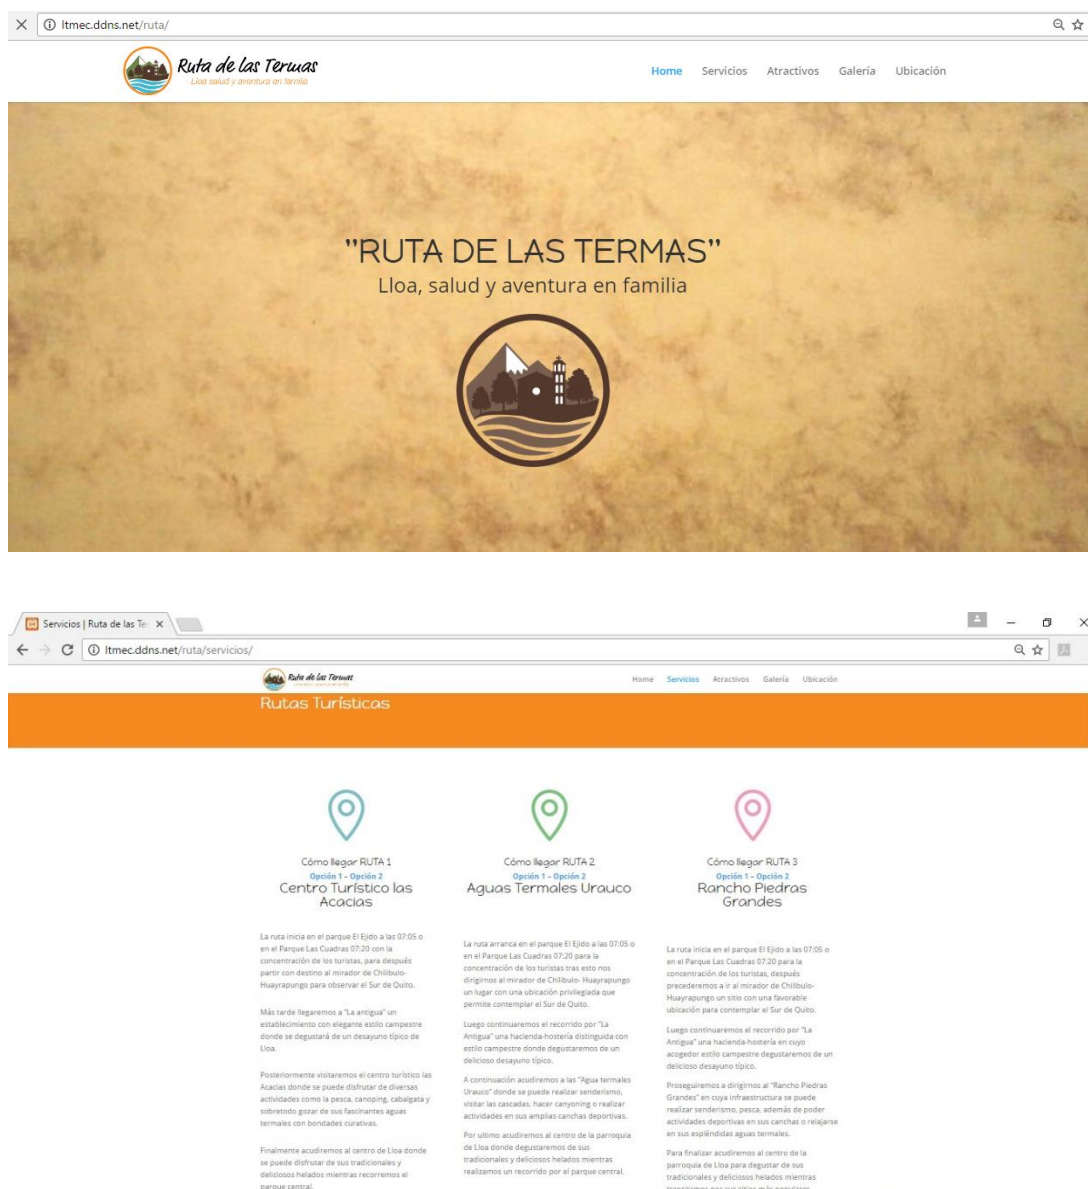 ltmec.ddns.net/ruta/
Ruta de las Termas
Lloa salud y aventura en familia
Home Servicios Atractivos Galería Ubicación
"RUTA DE LAS TERMAS"
Lloa, salud y aventura en familia
Servicios | Ruta de las Te
ltmec.ddns.net/ruta/servicios/
Ruta de las Termas
Home Servicios Atractivos Galería Ubicación
Rutas Turísticas
Cómo llegar RUTA 1
Opción 1 - Opción 2
Centro Turístico las
Acacias
La ruta inicia en el parque El Ejido a las 07:05 o
en el Parque Las Cuadras 07:20 con la
concentración de los turistas, para después
partir con destino al mirador de Chilibulo-
Huayrapungo para observar el Sur de Quito.
Más tarde llegaremos a "La antigua" un
establecimiento con elegante estilo campestre
donde se degustará de un desayuno típico de
Lloa.
Posteriormente visitaremos el centro turístico las
Acacias donde se puede disfrutar de diversas
actividades como la pesca, canoping, cabalgata y
sobretodo gozar de sus fascinantes aguas
termales con bondades curativas.
Finalmente acudiremos al centro de Lloa donde
se puede disfrutar de sus tradicionales y
deliciosos helados mientras recorremos el
parque central.
Cómo llegar RUTA 2
Opción 1 - Opción 2
Aguas Termales Urauco
La ruta arranca en el parque El Ejido a las 07:05 o
en el Parque Las Cuadras 07:20 para la
concentración de los turistas tras esto nos
dirigirnos al mirador de Chilibulo- Huayrapungo
un lugar con una ubicación privilegiada que
permite contemplar el Sur de Quito.
Luego continuaremos el recorrido por "La
Antigua" una hacienda-hostería distinguida con
estilo campestre donde degustaremos de un
delicioso desayuno típico.
A continuación acudiremos a las "Agua termales
Urauco" donde se puede realizar senderismo,
visitar las cascadas, hacer canyoning o realizar
actividades en sus amplias canchas deportivas.
Por ultimo acudiremos al centro de la parroquia
de Lloa donde degustaremos de sus
tradicionales y deliciosos helados mientras
realizamos un recorrido por el parque central.
Cómo llegar RUTA 3
Opción 1 - Opción 2
Rancho Piedras
Grandes
La ruta inicia en el parque El Ejido a las 07:05 o
en el Parque Las Cuadras 07:20 para la
concentración de los turistas, después
precederemos a ir al mirador de Chilibulo-
Huayrapungo un sitio con una favorable
ubicación para contemplar el Sur de Quito.
Luego continuaremos el recorrido por "La
Antigua" una hacienda-hostería en cuyo
acogedor estilo campestre degustaremos de un
delicioso desayuno típico.
Proseguiremos a dirigirnos al "Rancho Piedras
Grandes" en cuya infraestructura se puede
realizar senderismo, pesca, además de poder
actividades deportivas en sus canchas o relajarse
en sus espléndidas aguas termales.
Para finalizar acudiremos al centro de la
parroquia de Lloa para degustar de sus
tradicionales y deliciosos helados mientras